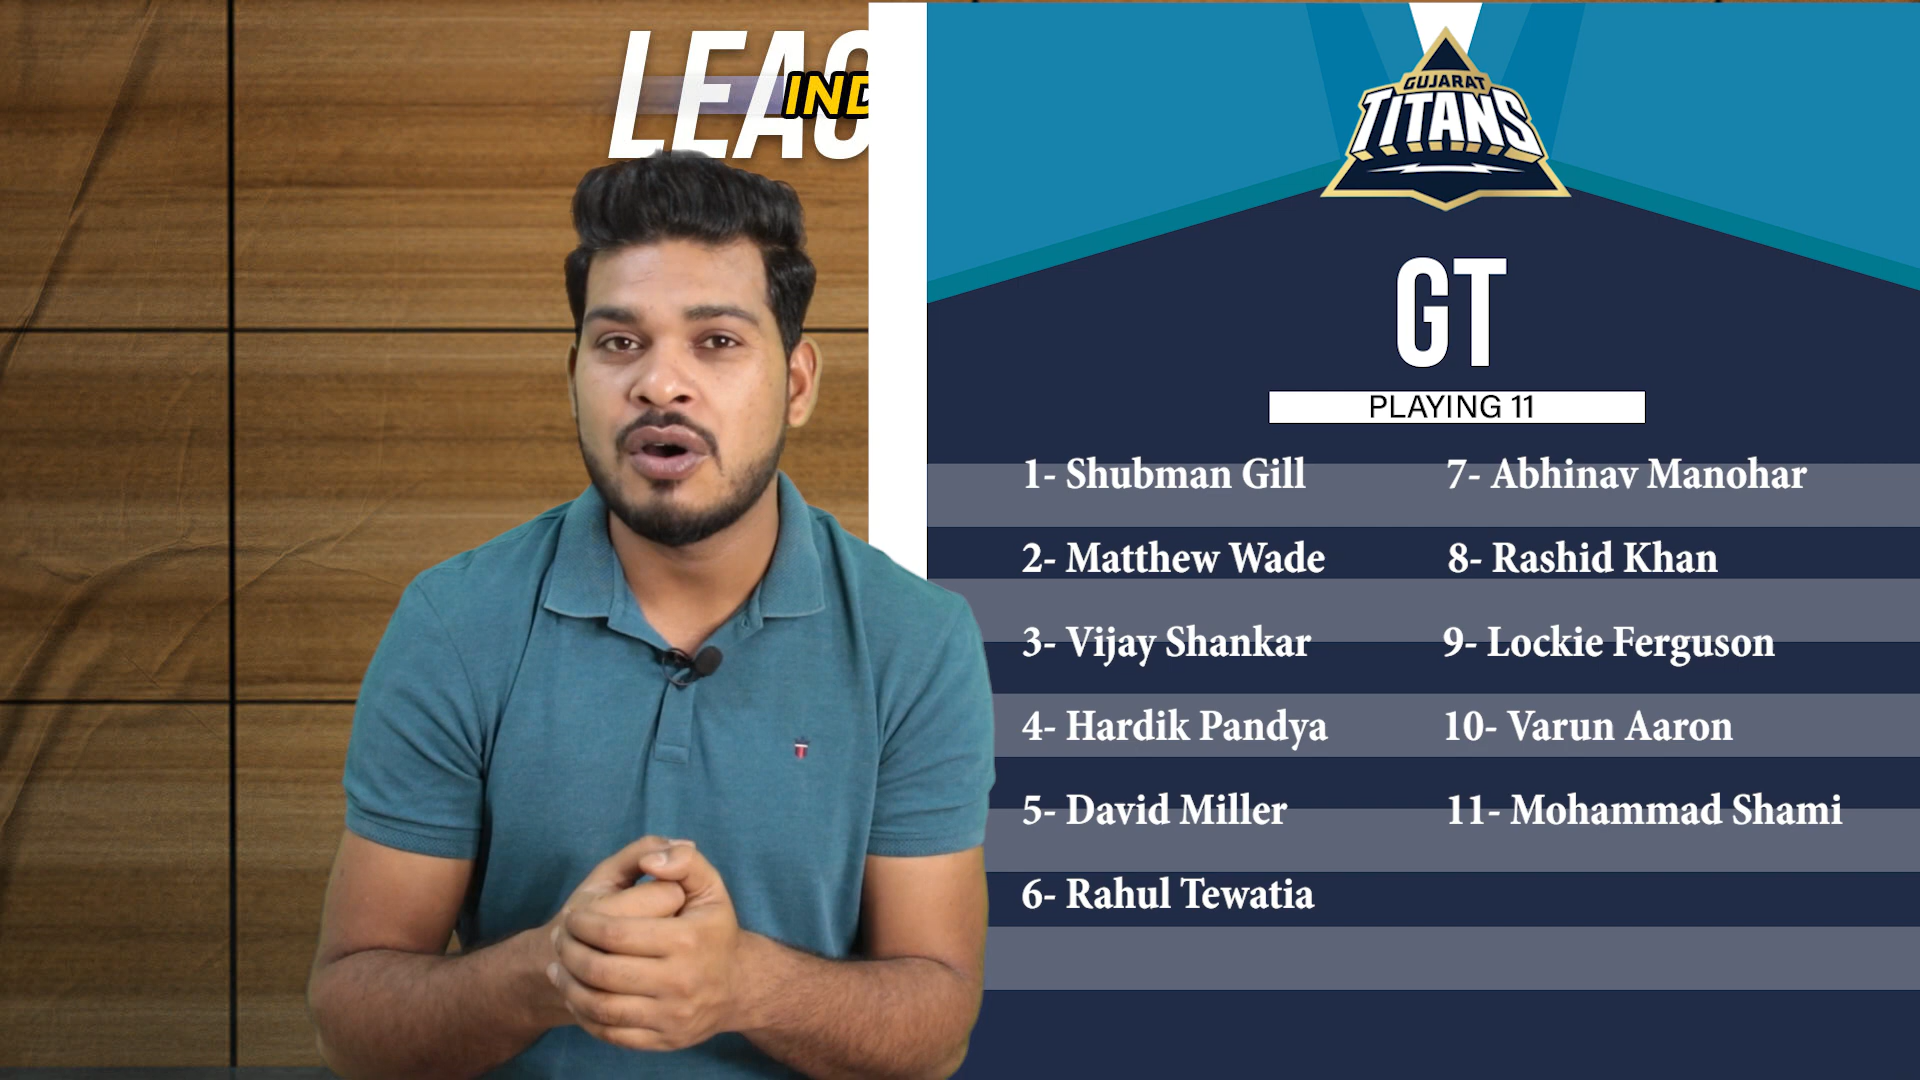 LEAG
IND
GUJARAT
TITANS
GT
PLAYING 11
1- Shubman Gill
2- Matthew Wade
3- Vijay Shankar
4- Hardik Pandya
5- David Miller
6- Rahul Tewatia
7- Abhinav Manohar
8- Rashid Khan
9- Lockie Ferguson
10- Varun Aaron
11- Mohammad Shami